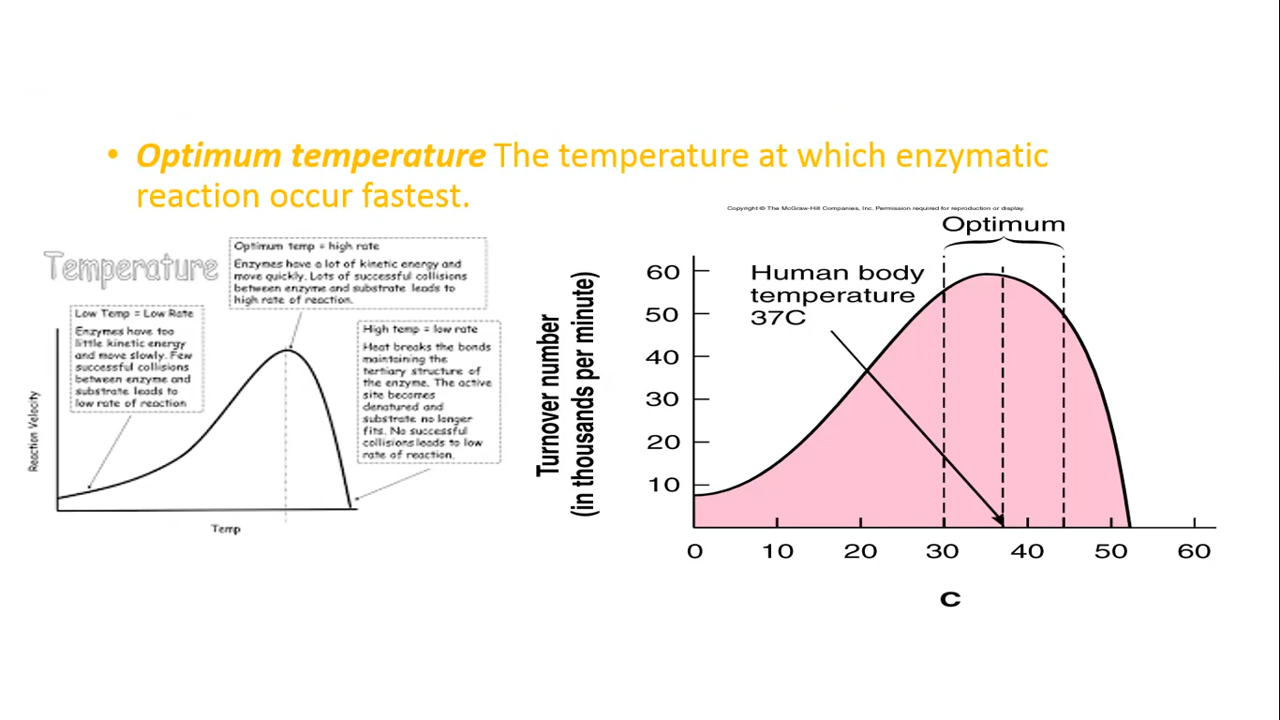 • Optimum temperature The temperature at which enzymatic
reaction occur fastest.
Temperature
Optimum temp = high rate
Enzymes have a lot of kinetic energy and
move quickly. Lots of successful collisions
between enzyme and substrate leads to
high rate of reaction.
Low Temp = Low Rate
Enzymes have too
little kinetic energy
and move slowly. Few
successful collisions
between enzyme and
substrate leads to
low rate of reaction
High temp = low rate
Heat breaks the bonds
maintaining the
tertiary structure of
the enzyme. The active
site becomes
denatured and
substrate no longer
fits. No successful
collisions leads to low
rate of reaction.
Reaction Velocity
Temp
Copyright © The McGraw-Hill Companies, Inc. Permission required for reproduction or display.
Optimum
Human body
temperature
37C
Turnover number
(in thousands per minute)
60
50
40
30
20
10
0 10 20 30 40 50 60
C